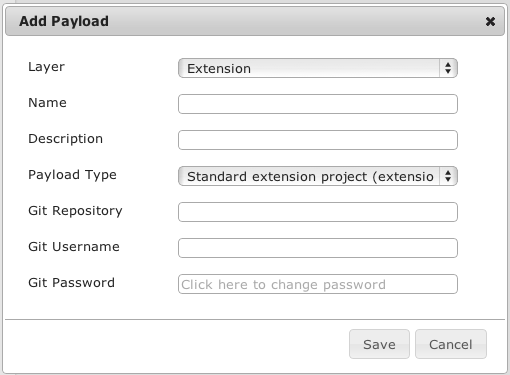 Add Payload
Layer Extension
Name
Description
Payload Type Standard extension project (extensio
Git Repository
Git Username
Git Password Click here to change password
Save Cancel